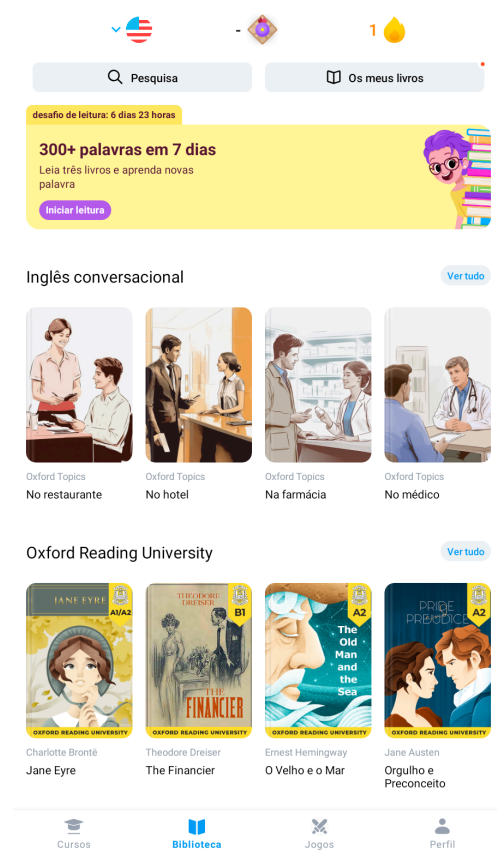 -
1
Pesquisa
Os meus livros
desafio de leitura: 6 dias 23 horas
300+ palavras em 7 dias
Leia três livros e aprenda novas
palavra
Iniciar leitura
Inglês conversacional
Ver tudo
Oxford Topics
Oxford Topics
Oxford Topics
Oxford Topics
No restaurante
No hotel
Na farmácia
No médico
Oxford Reading University
Ver tudo
JANE EYRE
A1/A2
OXFORD READING UNIVERSITY
THEODORE
DREISER
B1
THE
FINANCIER
OXFORD READING UNIVERSITY
A2
The
Old
Man
and
the
Sea
OXFORD READING UNIVERSITY
PRIDE
PREJUDICE
A2
OXFORD READING UNIVERSITY
Charlotte Brontë
Theodore Dreiser
Ernest Hemingway
Jane Austen
Jane Eyre
The Financier
O Velho e o Mar
Orgulho e
Preconceito
Cursos
Biblioteca
Jogos
Perfil